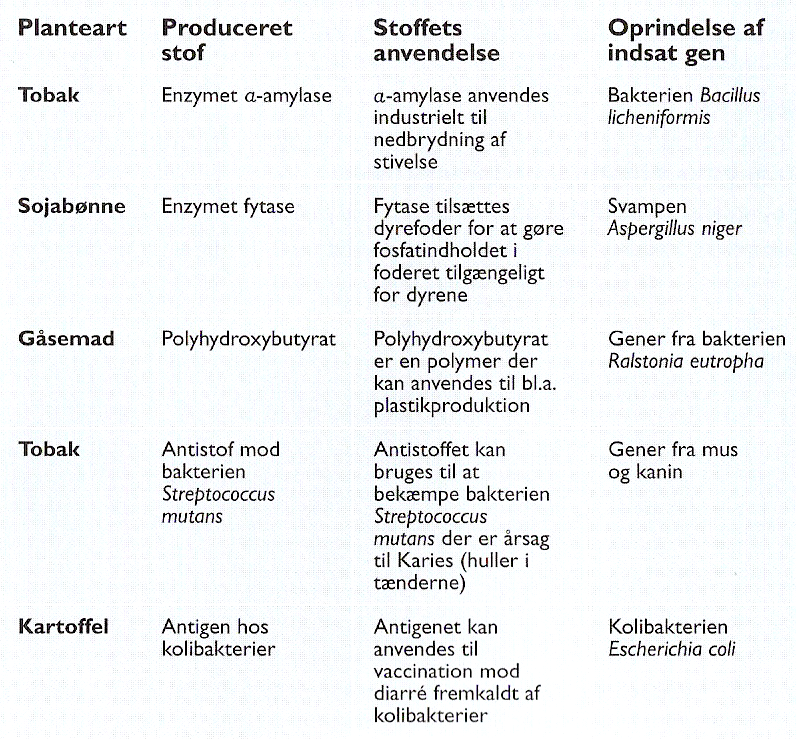 Planteart
Produceret
stof
Stoffets
anvendelse
Oprindelse af
indsat gen
Tobak
Enzymet α-amylase
α-amylase anvendes
industrielt til
nedbrydning af
stivelse
Bakterien Bacillus
licheniformis
Sojabønne
Enzymet fytase
Fytase tilsættes
dyrefoder for at gøre
fosfatindholdet i
foderet tilgængeligt
for dyrene
Svampen
Aspergillus niger
Gåsemad
Polyhydroxybutyrat
Polyhydroxybutyrat
er en polymer der
kan anvendes til bl.a.
plastikproduktion
Gener fra bakterien
Ralstonia eutropha
Tobak
Antistof mod
bakterien
Streptococcus
mutans
Antistoffet kan
bruges til at
bekæmpe bakterien
Streptococcus
mutans der er årsag
til Karies (huller i
tænderne)
Gener fra mus
og kanin
Kartoffel
Antigen hos
kolibakterier
Antigenet kan
anvendes til
vaccination mod
diarré fremkaldt af
kolibakterier
Kolibakterien
Escherichia coli